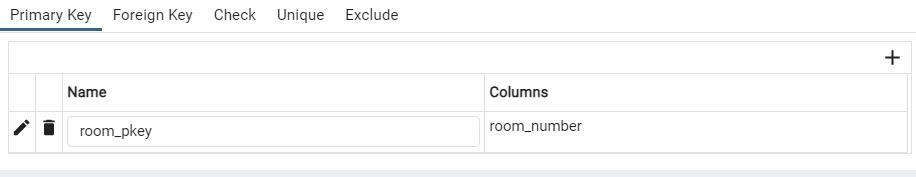 Primary Key Foreign Key Check Unique Exclude
Name Columns
room_pkey room_number